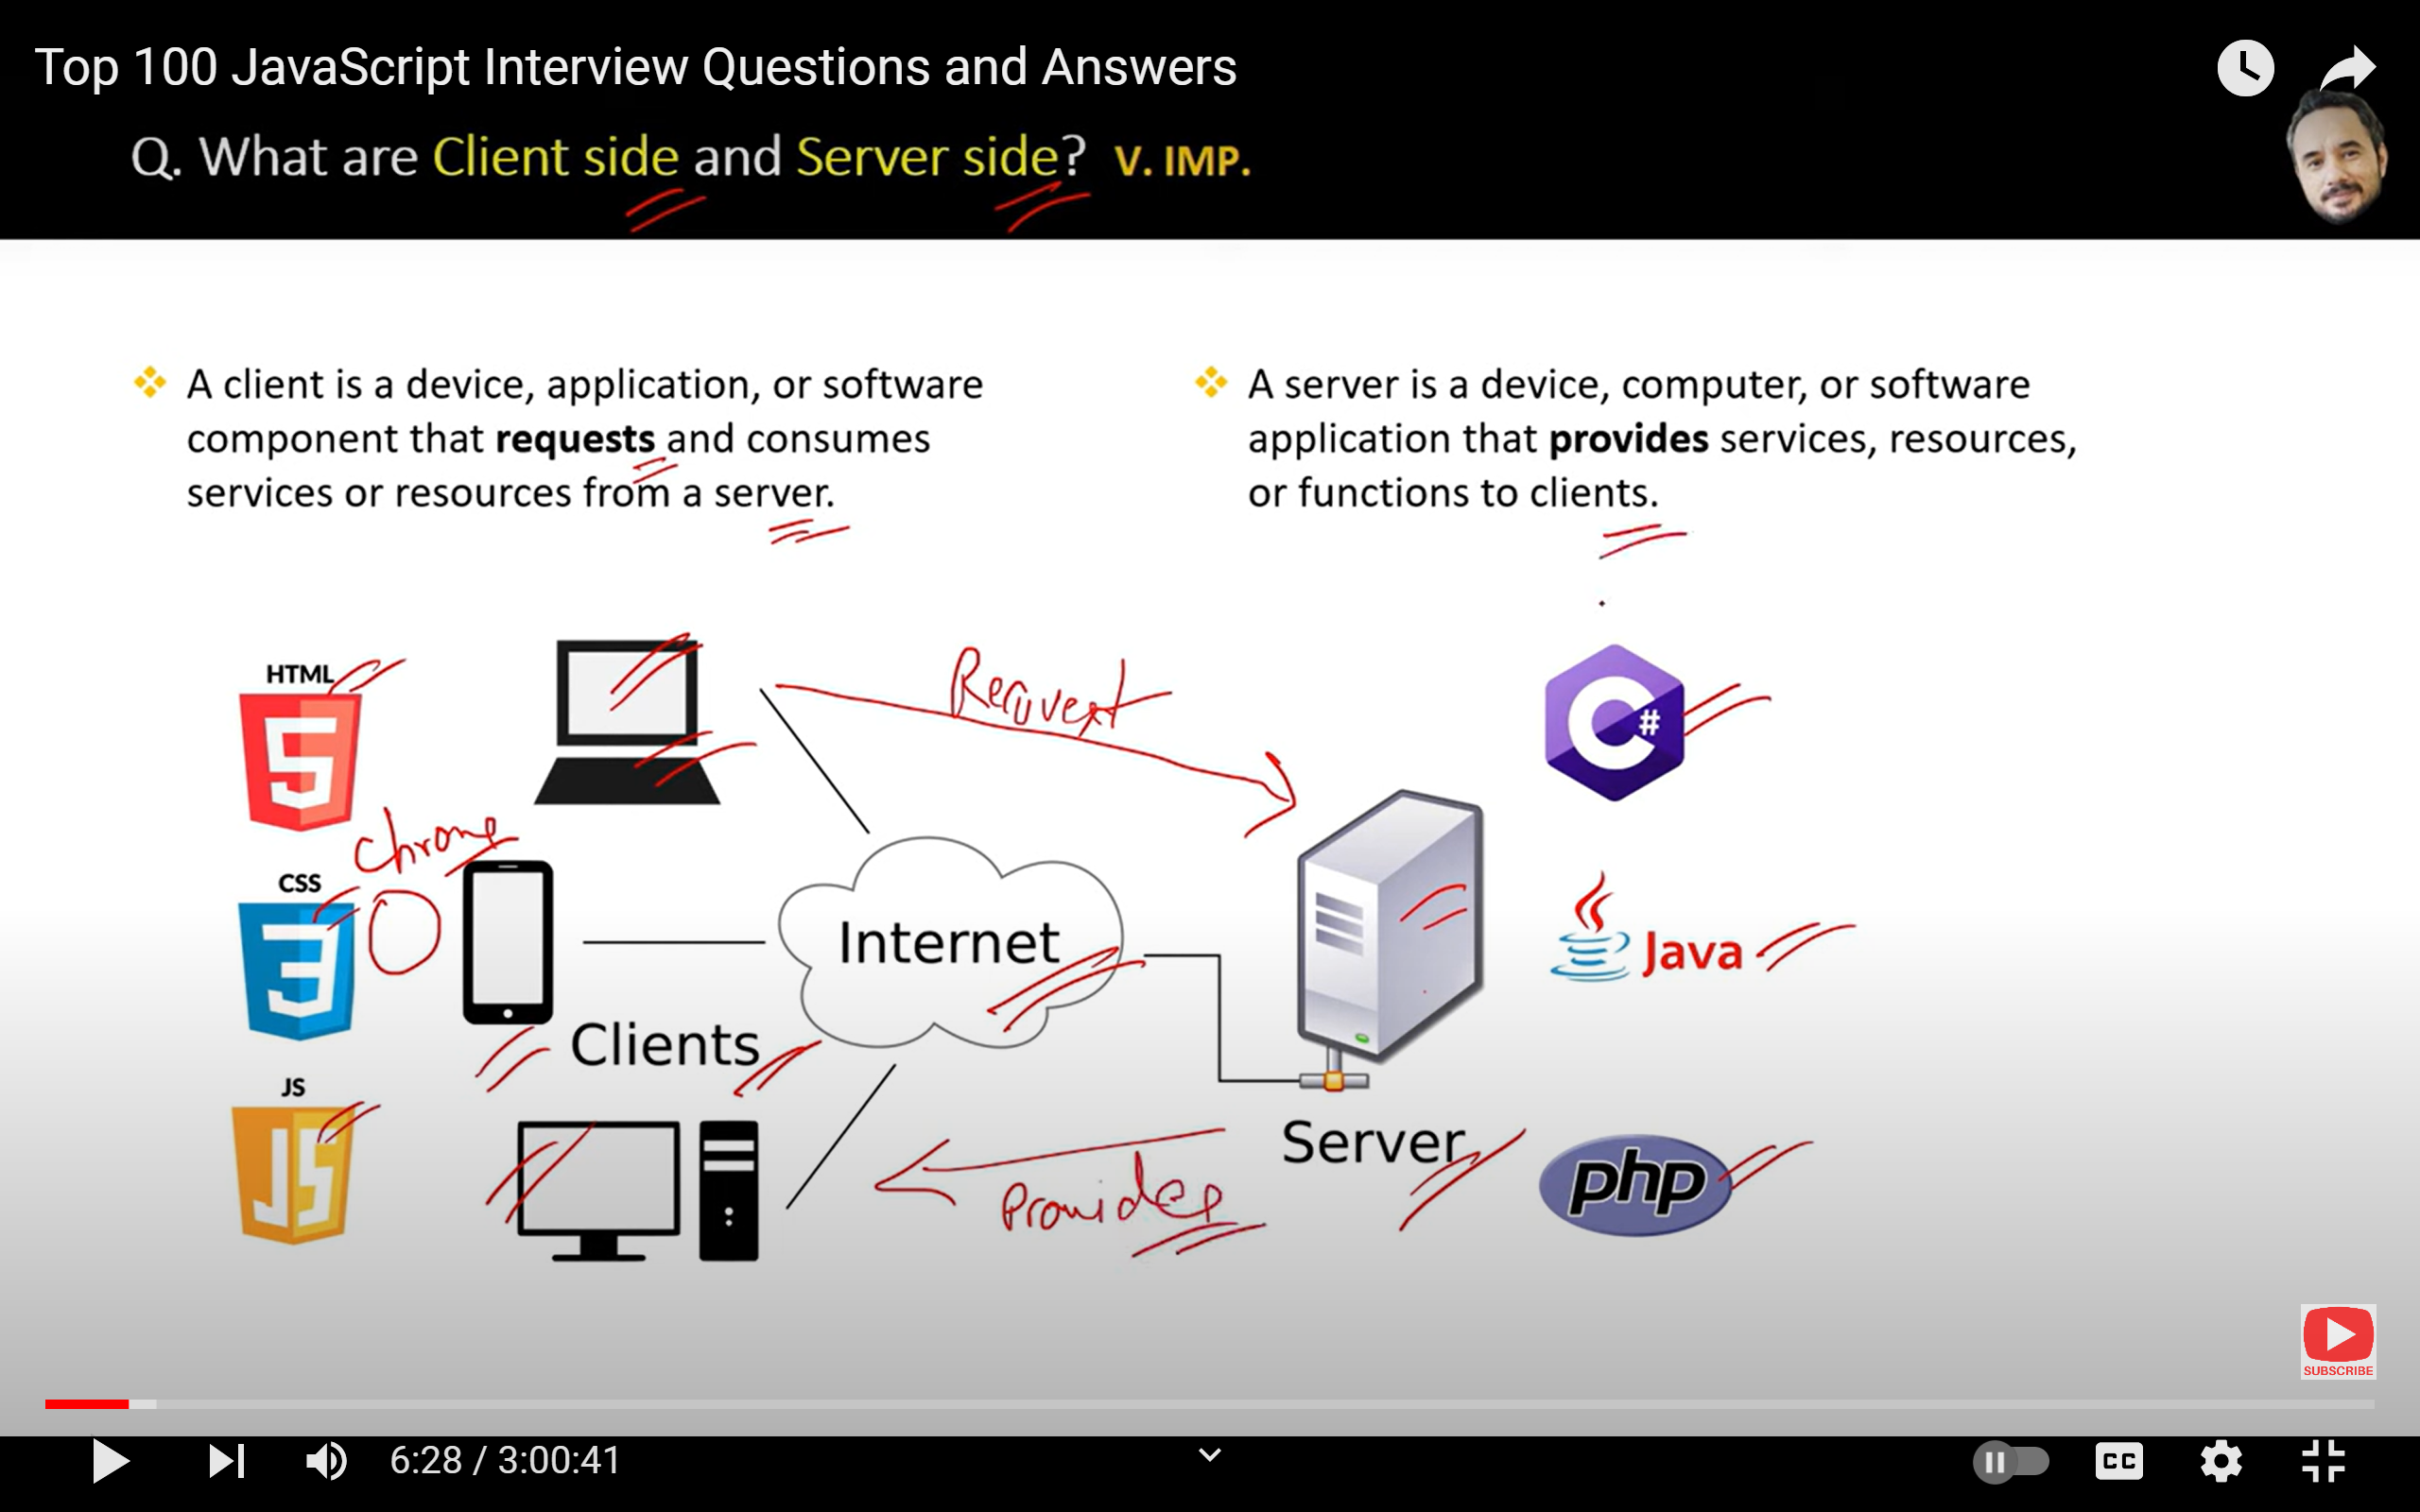 Top 100 JavaScript Interview Questions and Answers
Q. What are Client side and Server side? V. IMP.
A client is a device, application, or software
component that requests and consumes
services or resources from a server.
A server is a device, computer, or software
application that provides services, resources,
or functions to clients.
HTML
5
Request
C#
Chrome
CSS
3
Internet
Java
Clients
JS
JS
Server
Provides
php
SUBSCRIBE
6:28 / 3:00:41
CC